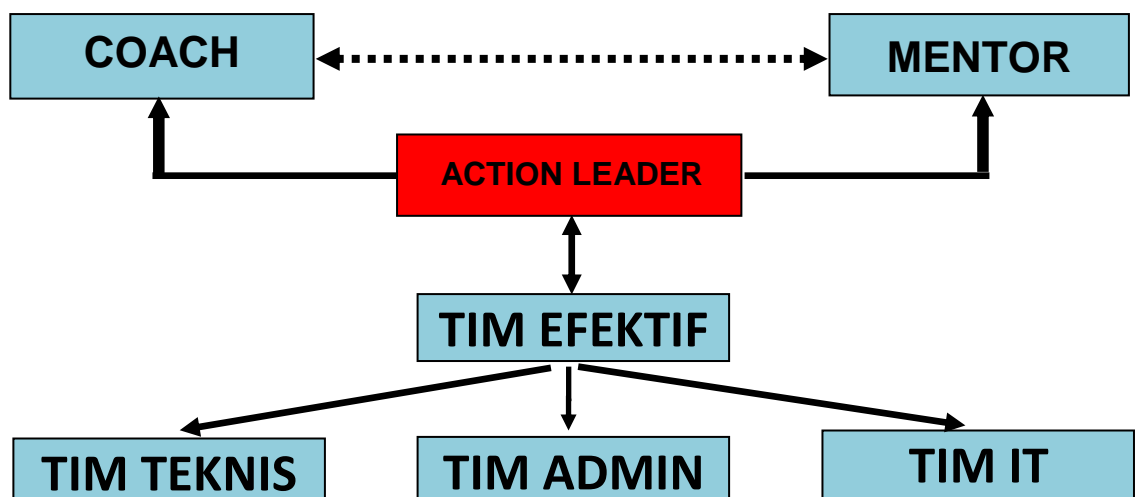 COACH
MENTOR
ACTION LEADER
TIM EFEKTIF
TIM TEKNIS
TIM ADMIN
TIM IT